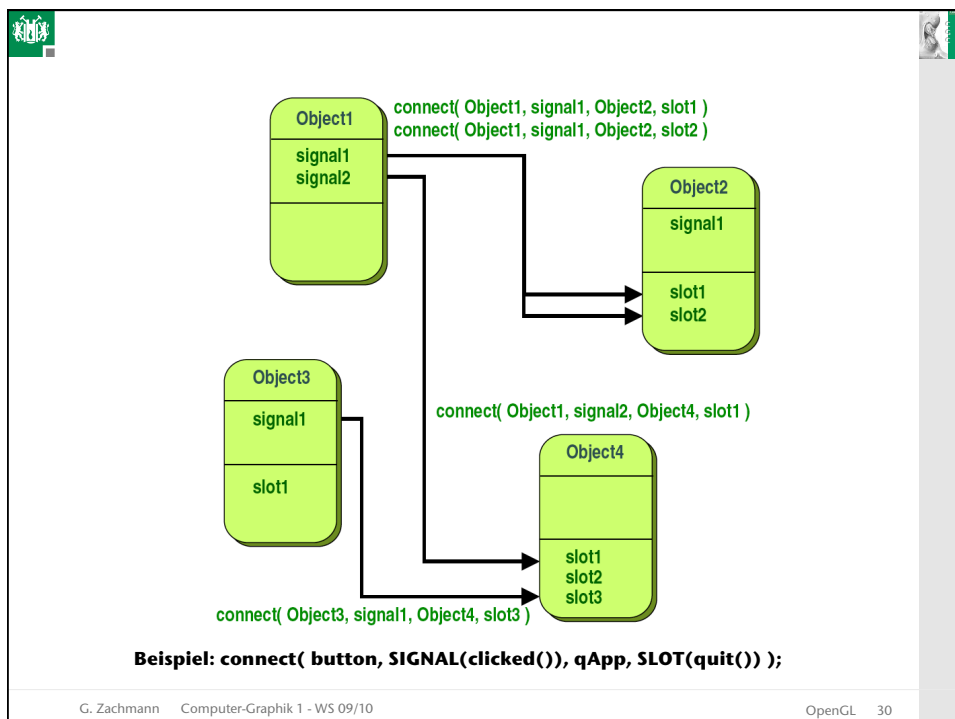 Object1
signal1
signal2
connect( Object1, signal1, Object2, slot1 )
connect( Object1, signal1, Object2, slot2 )
Object2
signal1
slot1
slot2
Object3
signal1
slot1
connect( Object1, signal2, Object4, slot1 )
Object4
slot1
slot2
slot3
connect( Object3, signal1, Object4, slot3 )
Beispiel: connect( button, SIGNAL(clicked()), qApp, SLOT(quit()) );
G. Zachmann Computer-Graphik 1 - WS 09/10
OpenGL 30